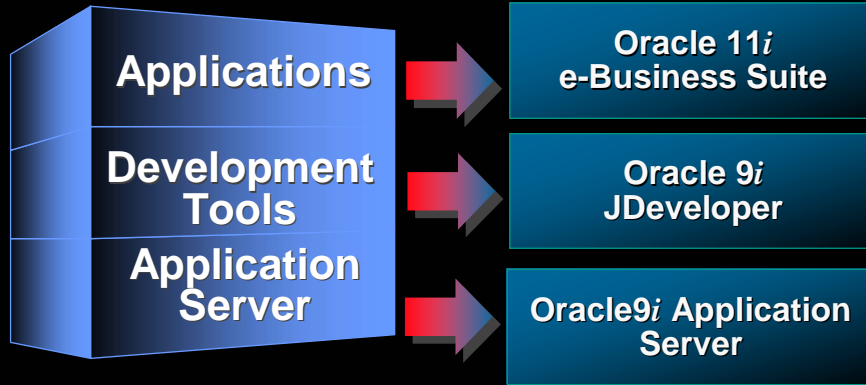 Applications
Oracle 11i
e-Business Suite
Development
Tools
Oracle 9i
JDeveloper
Application
Server
Oracle9i Application
Server